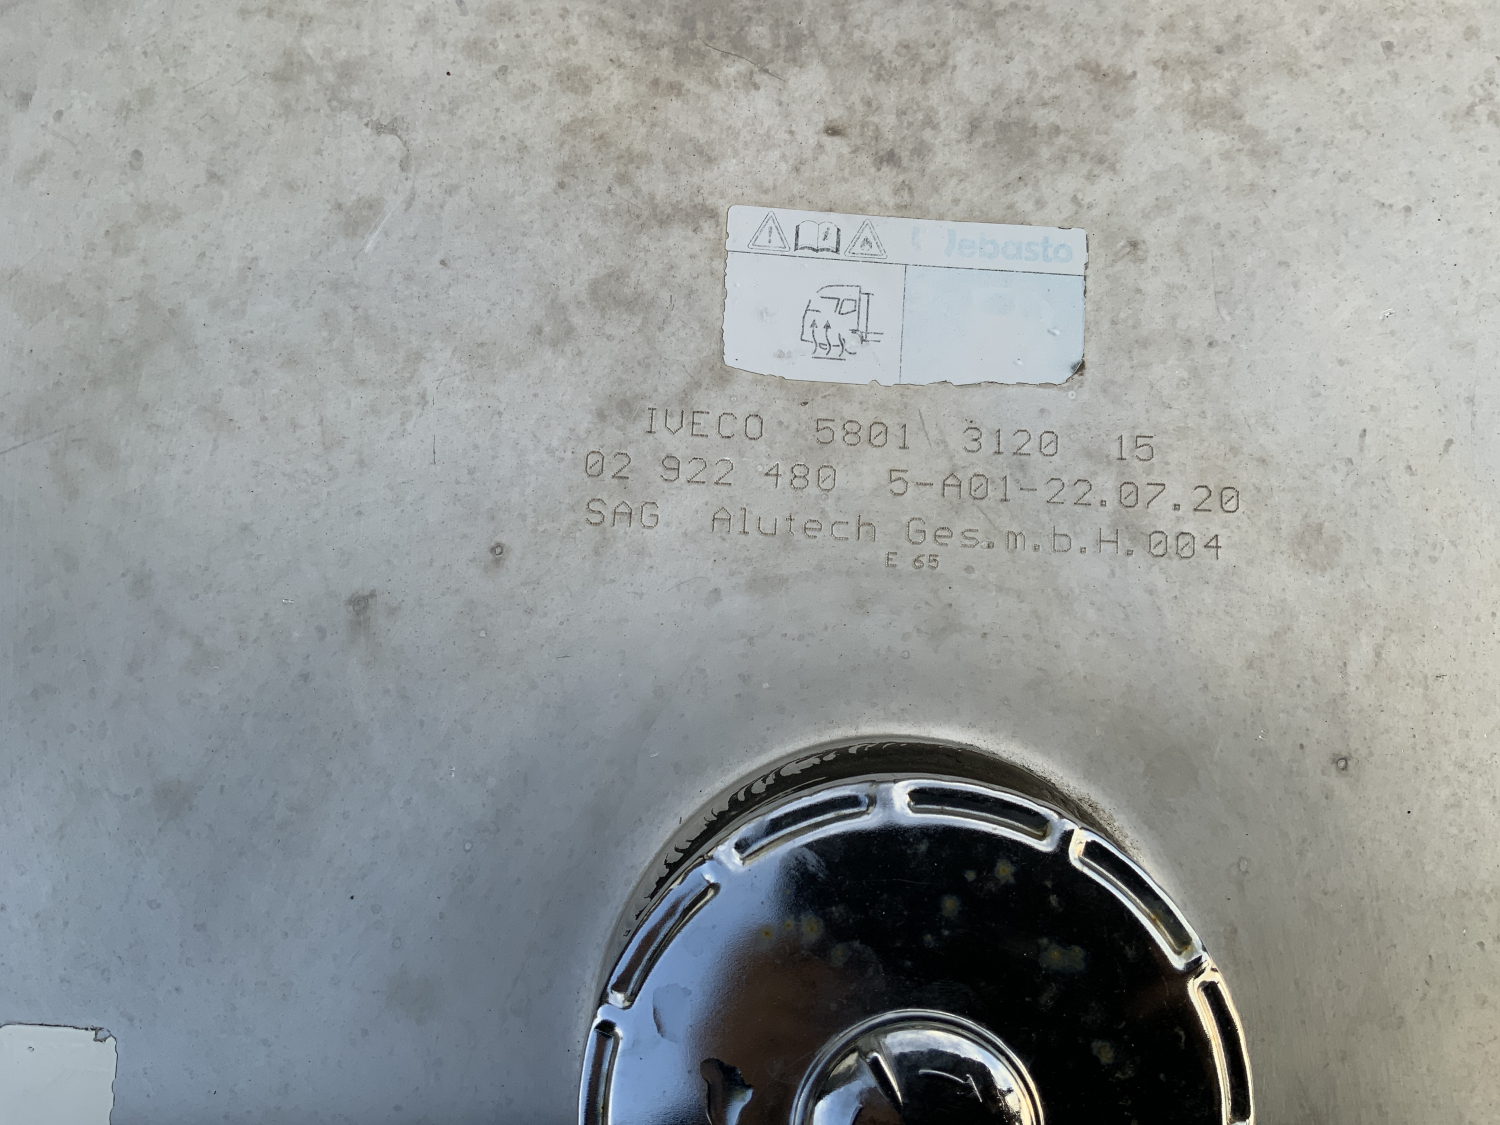 Webasto
IVECO 5801 3120 15
02 922 480 5-A01-22.07.20
SAG Alutech Ges.m.b.H.004
E 65